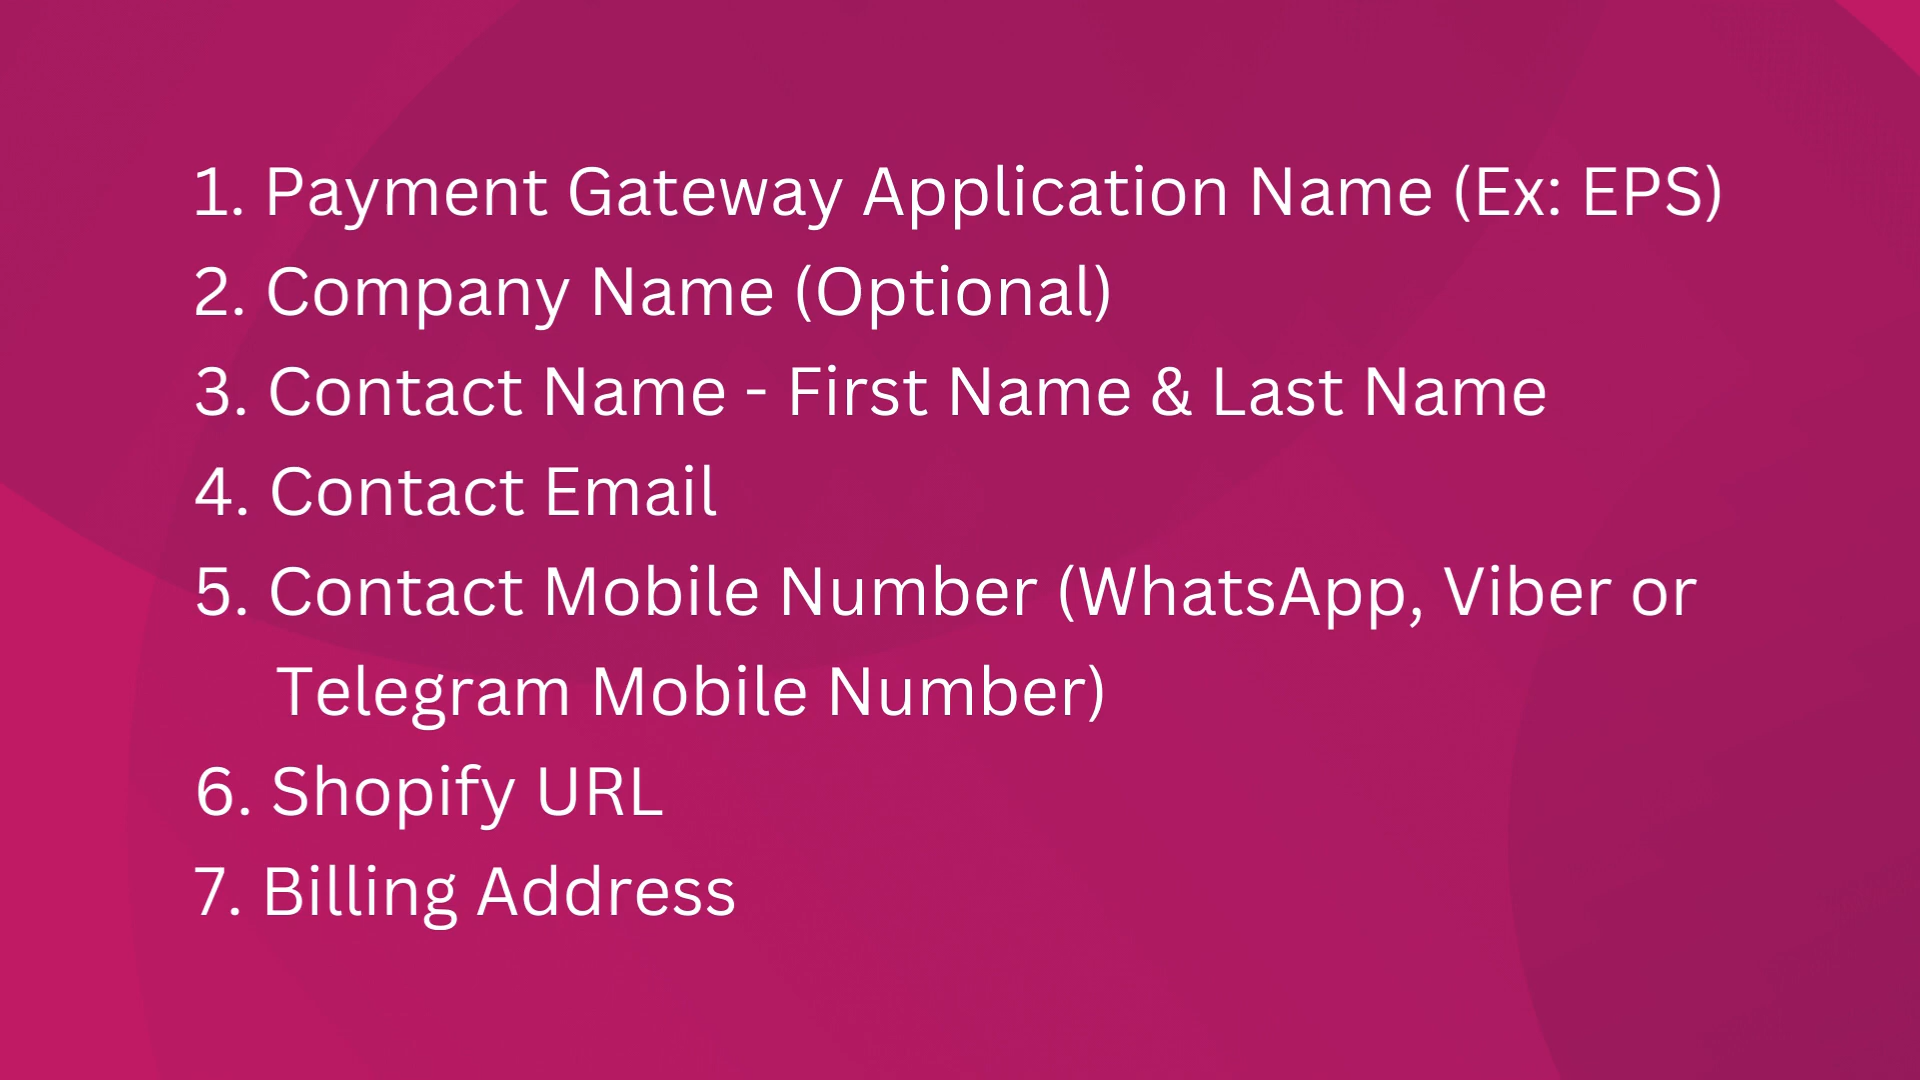 1. Payment Gateway Application Name (Ex: EPS)
2. Company Name (Optional)
3. Contact Name - First Name & Last Name
4. Contact Email
5. Contact Mobile Number (WhatsApp, Viber or
Telegram Mobile Number)
6. Shopify URL
7. Billing Address